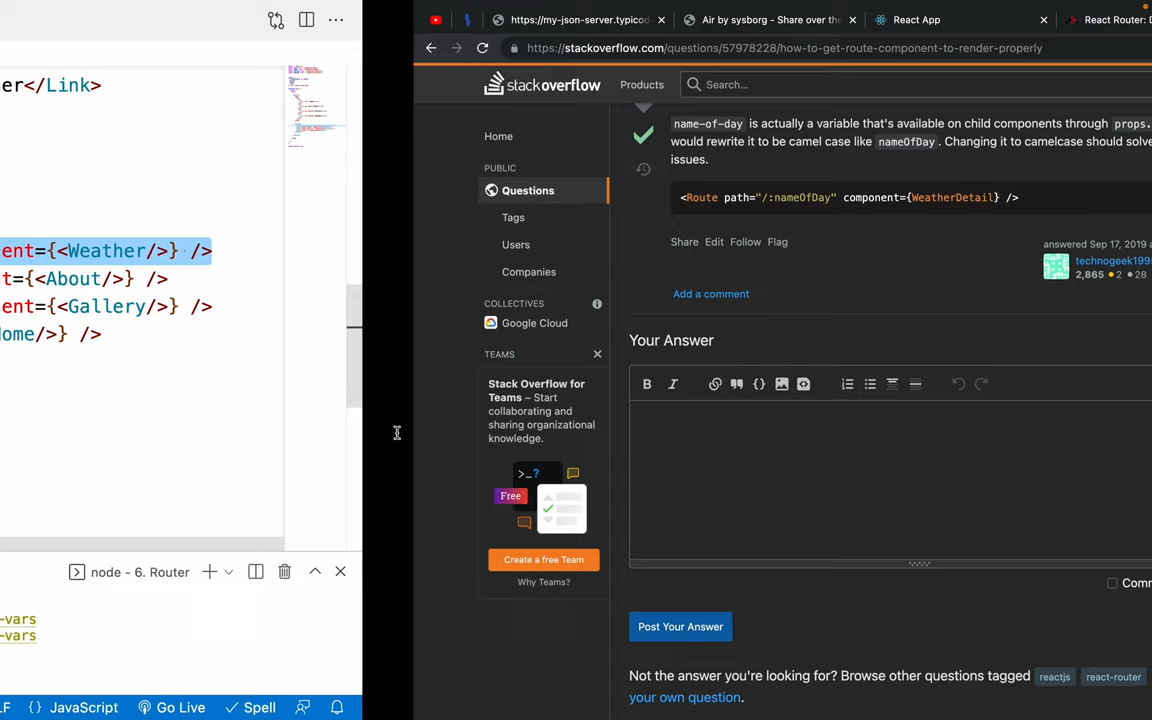 er</Link>
ent={<Weather/>} />
t={<About/>} />
ent={<Gallery/>} />
ome/>} />
node - 6. Router
-vars
-vars
LF
{ } JavaScript
Go Live
Spell
https://my-json-server.typicod
Air by sysborg - Share over the
React App
React Router: D
https://stackoverflow.com/questions/57978228/how-to-get-route-component-to-render-properly
stackoverflow
Products
Search...
Home
PUBLIC
Questions
Tags
Users
Companies
COLLECTIVES
Google Cloud
TEAMS
Stack Overflow for
Teams – Start
collaborating and
sharing organizational
knowledge.
>_?
Free
Create a free Team
Why Teams?
name-of-day is actually a variable that's available on child components through props.
would rewrite it to be camel case like nameOfDay. Changing it to camelcase should solve
issues.
<Route path="/:nameOfDay" component={WeatherDetail} />
Share Edit Follow Flag
answered Sep 17, 2019 a
technogeek199
2,865 2 28
Add a comment
Your Answer
B I
Comm
Post Your Answer
Not the answer you're looking for? Browse other questions tagged reactjs react-router
your own question.